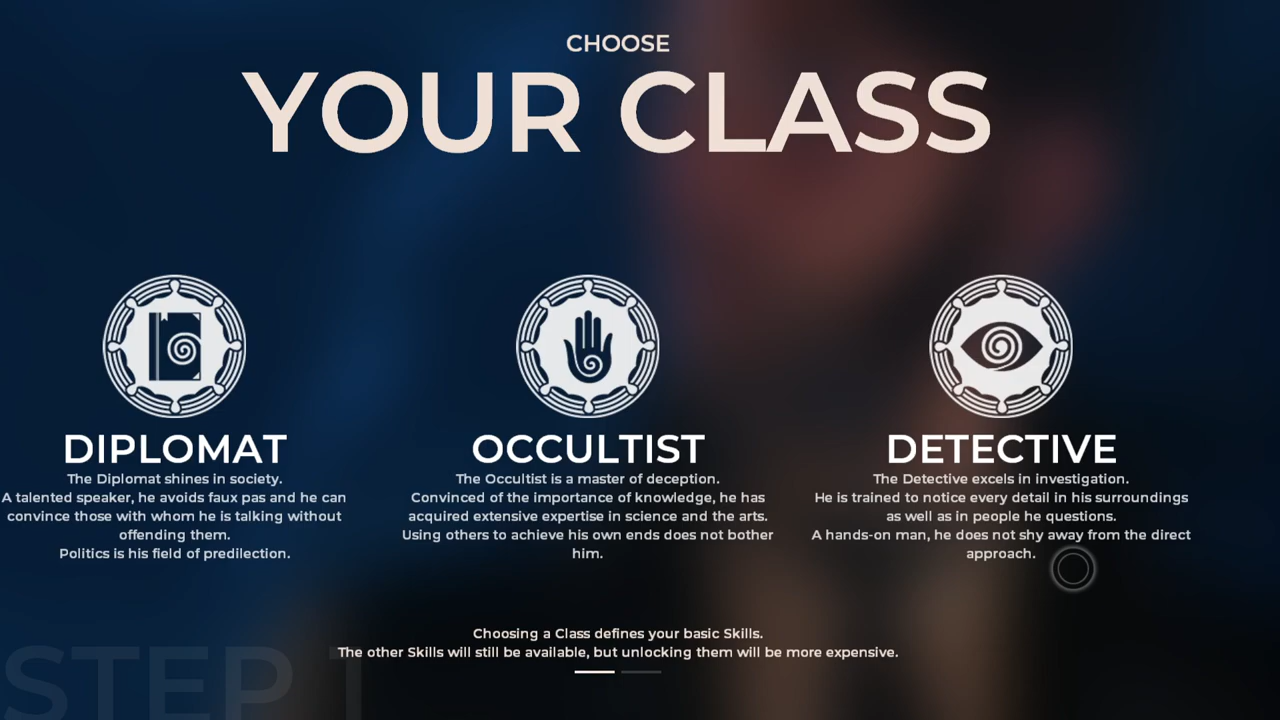 CHOOSE
YOUR CLASS
DIPLOMAT
The Diplomat shines in society.
A talented speaker, he avoids faux pas and he can
convince those with whom he is talking without
offending them.
Politics is his field of predilection.
OCCULTIST
The Occultist is a master of deception.
Convinced of the importance of knowledge, he has
acquired extensive expertise in science and the arts.
Using others to achieve his own ends does not bother
him.
DETECTIVE
The Detective excels in investigation.
He is trained to notice every detail in his surroundings
as well as in people he questions.
A hands-on man, he does not shy away from the direct
approach.
Choosing a Class defines your basic Skills.
The other Skills will still be available, but unlocking them will be more expensive.
STEP 1